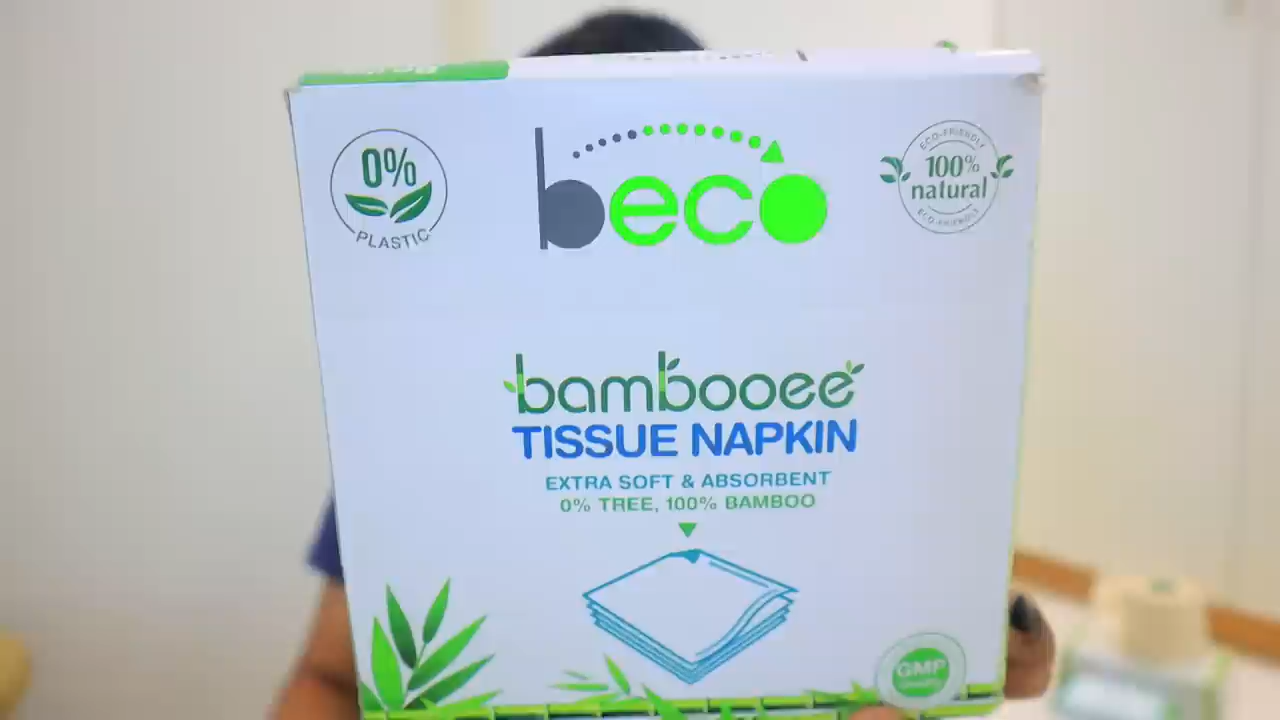 0%
PLASTIC
beco
ECO-FRIENDLY
100%
natural
ECO-FRIENDLY
bambooee
TISSUE NAPKIN
EXTRA SOFT & ABSORBENT
0% TREE, 100% BAMBOO
GMP